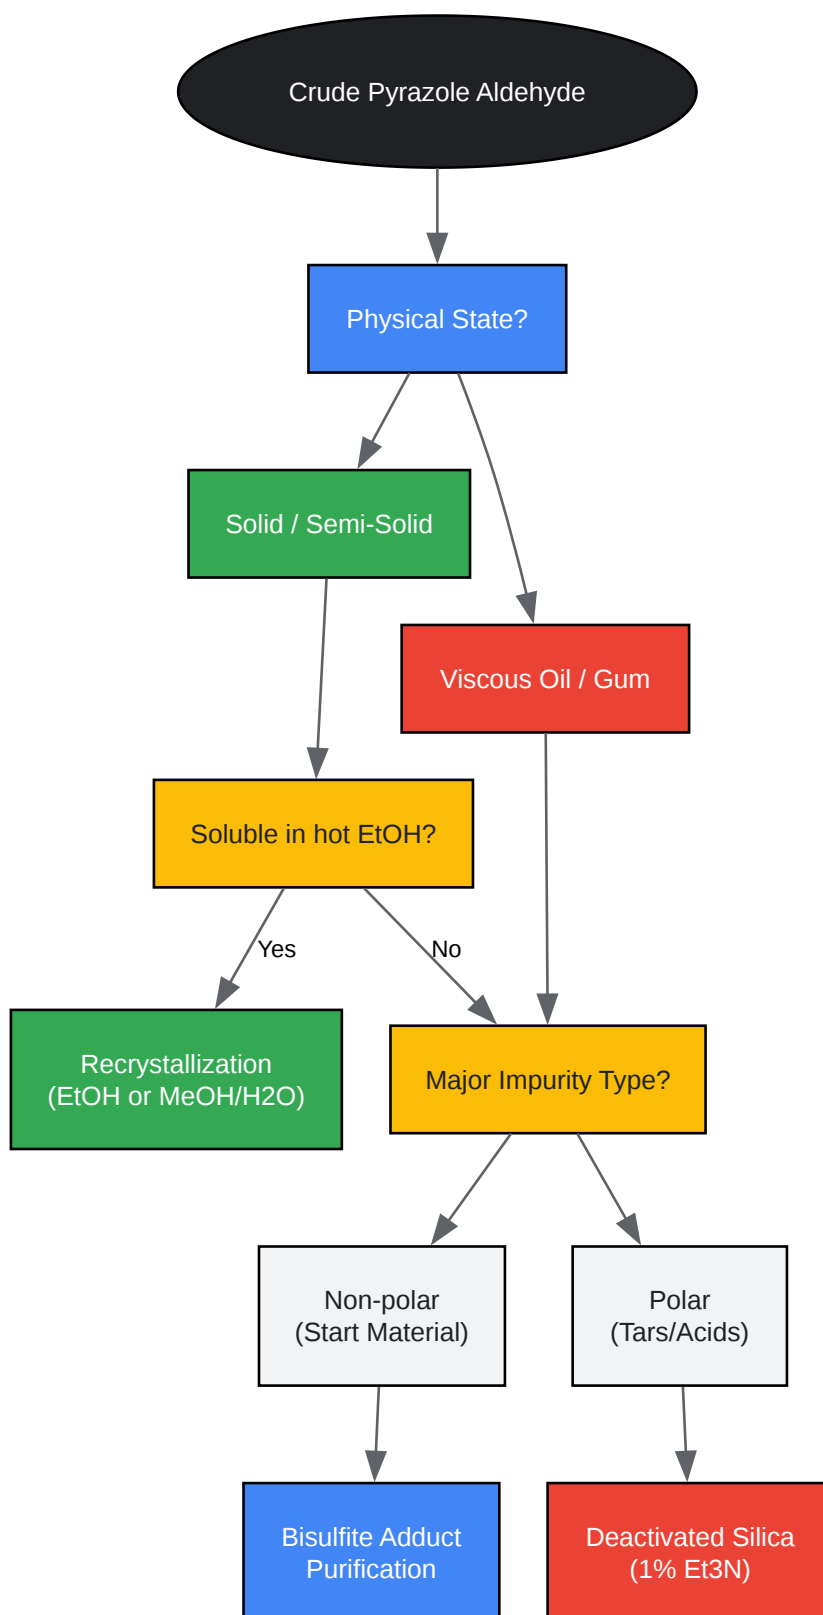 Crude Pyrazole Aldehyde
Physical State?
Solid / Semi-Solid
Viscous Oil / Gum
Soluble in hot EtOH?
Yes
No
Recrystallization
(EtOH or MeOH/H2O)
Major Impurity Type?
Non-polar
(Start Material)
Polar
(Tars/Acids)
Bisulfite Adduct
Purification
Deactivated Silica
(1% Et3N)